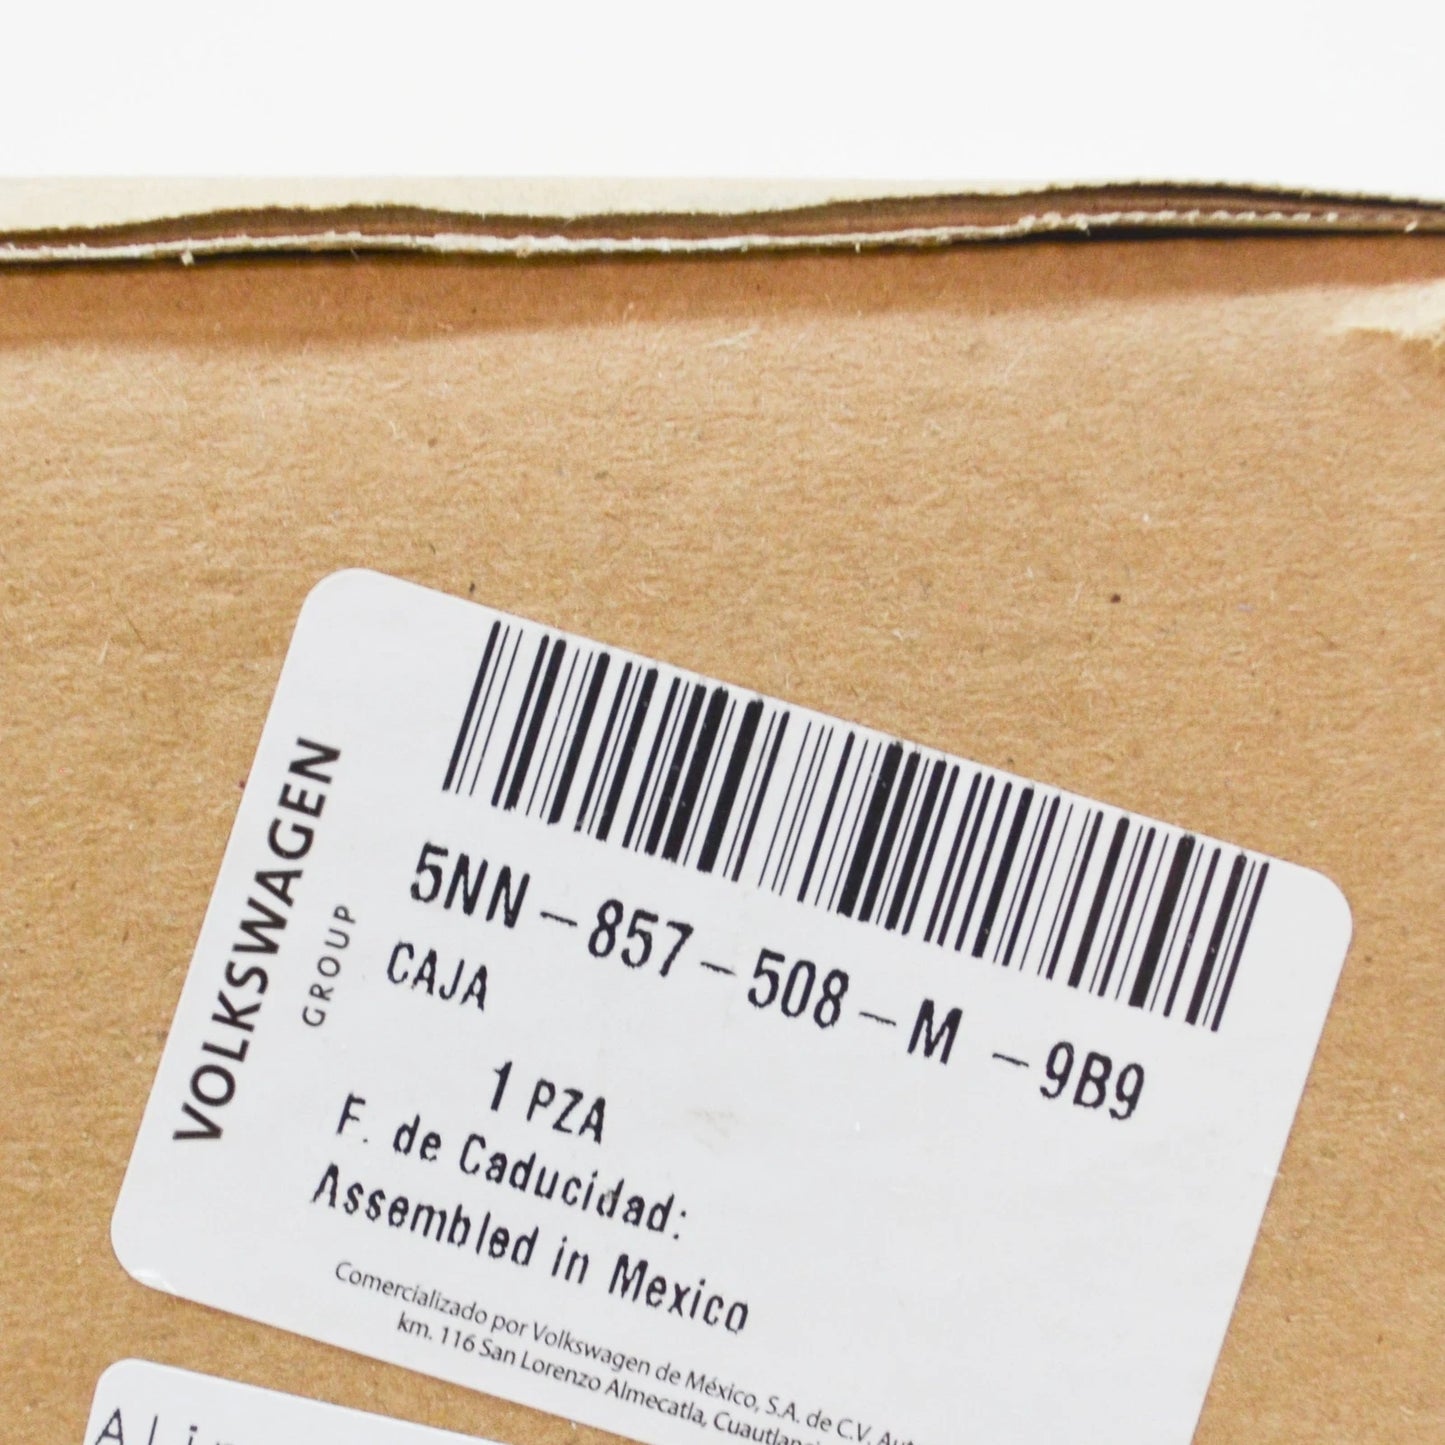 VOLKSWAGEN
GROUP
5NN-857-508-M -9B9
CAJA
1 PZA
F. de Caducidad:
Assembled in Mexico
Comercializado por Volkswagen de México, S.A. de C.V.
km. 116 San Lorenzo Almecatla,